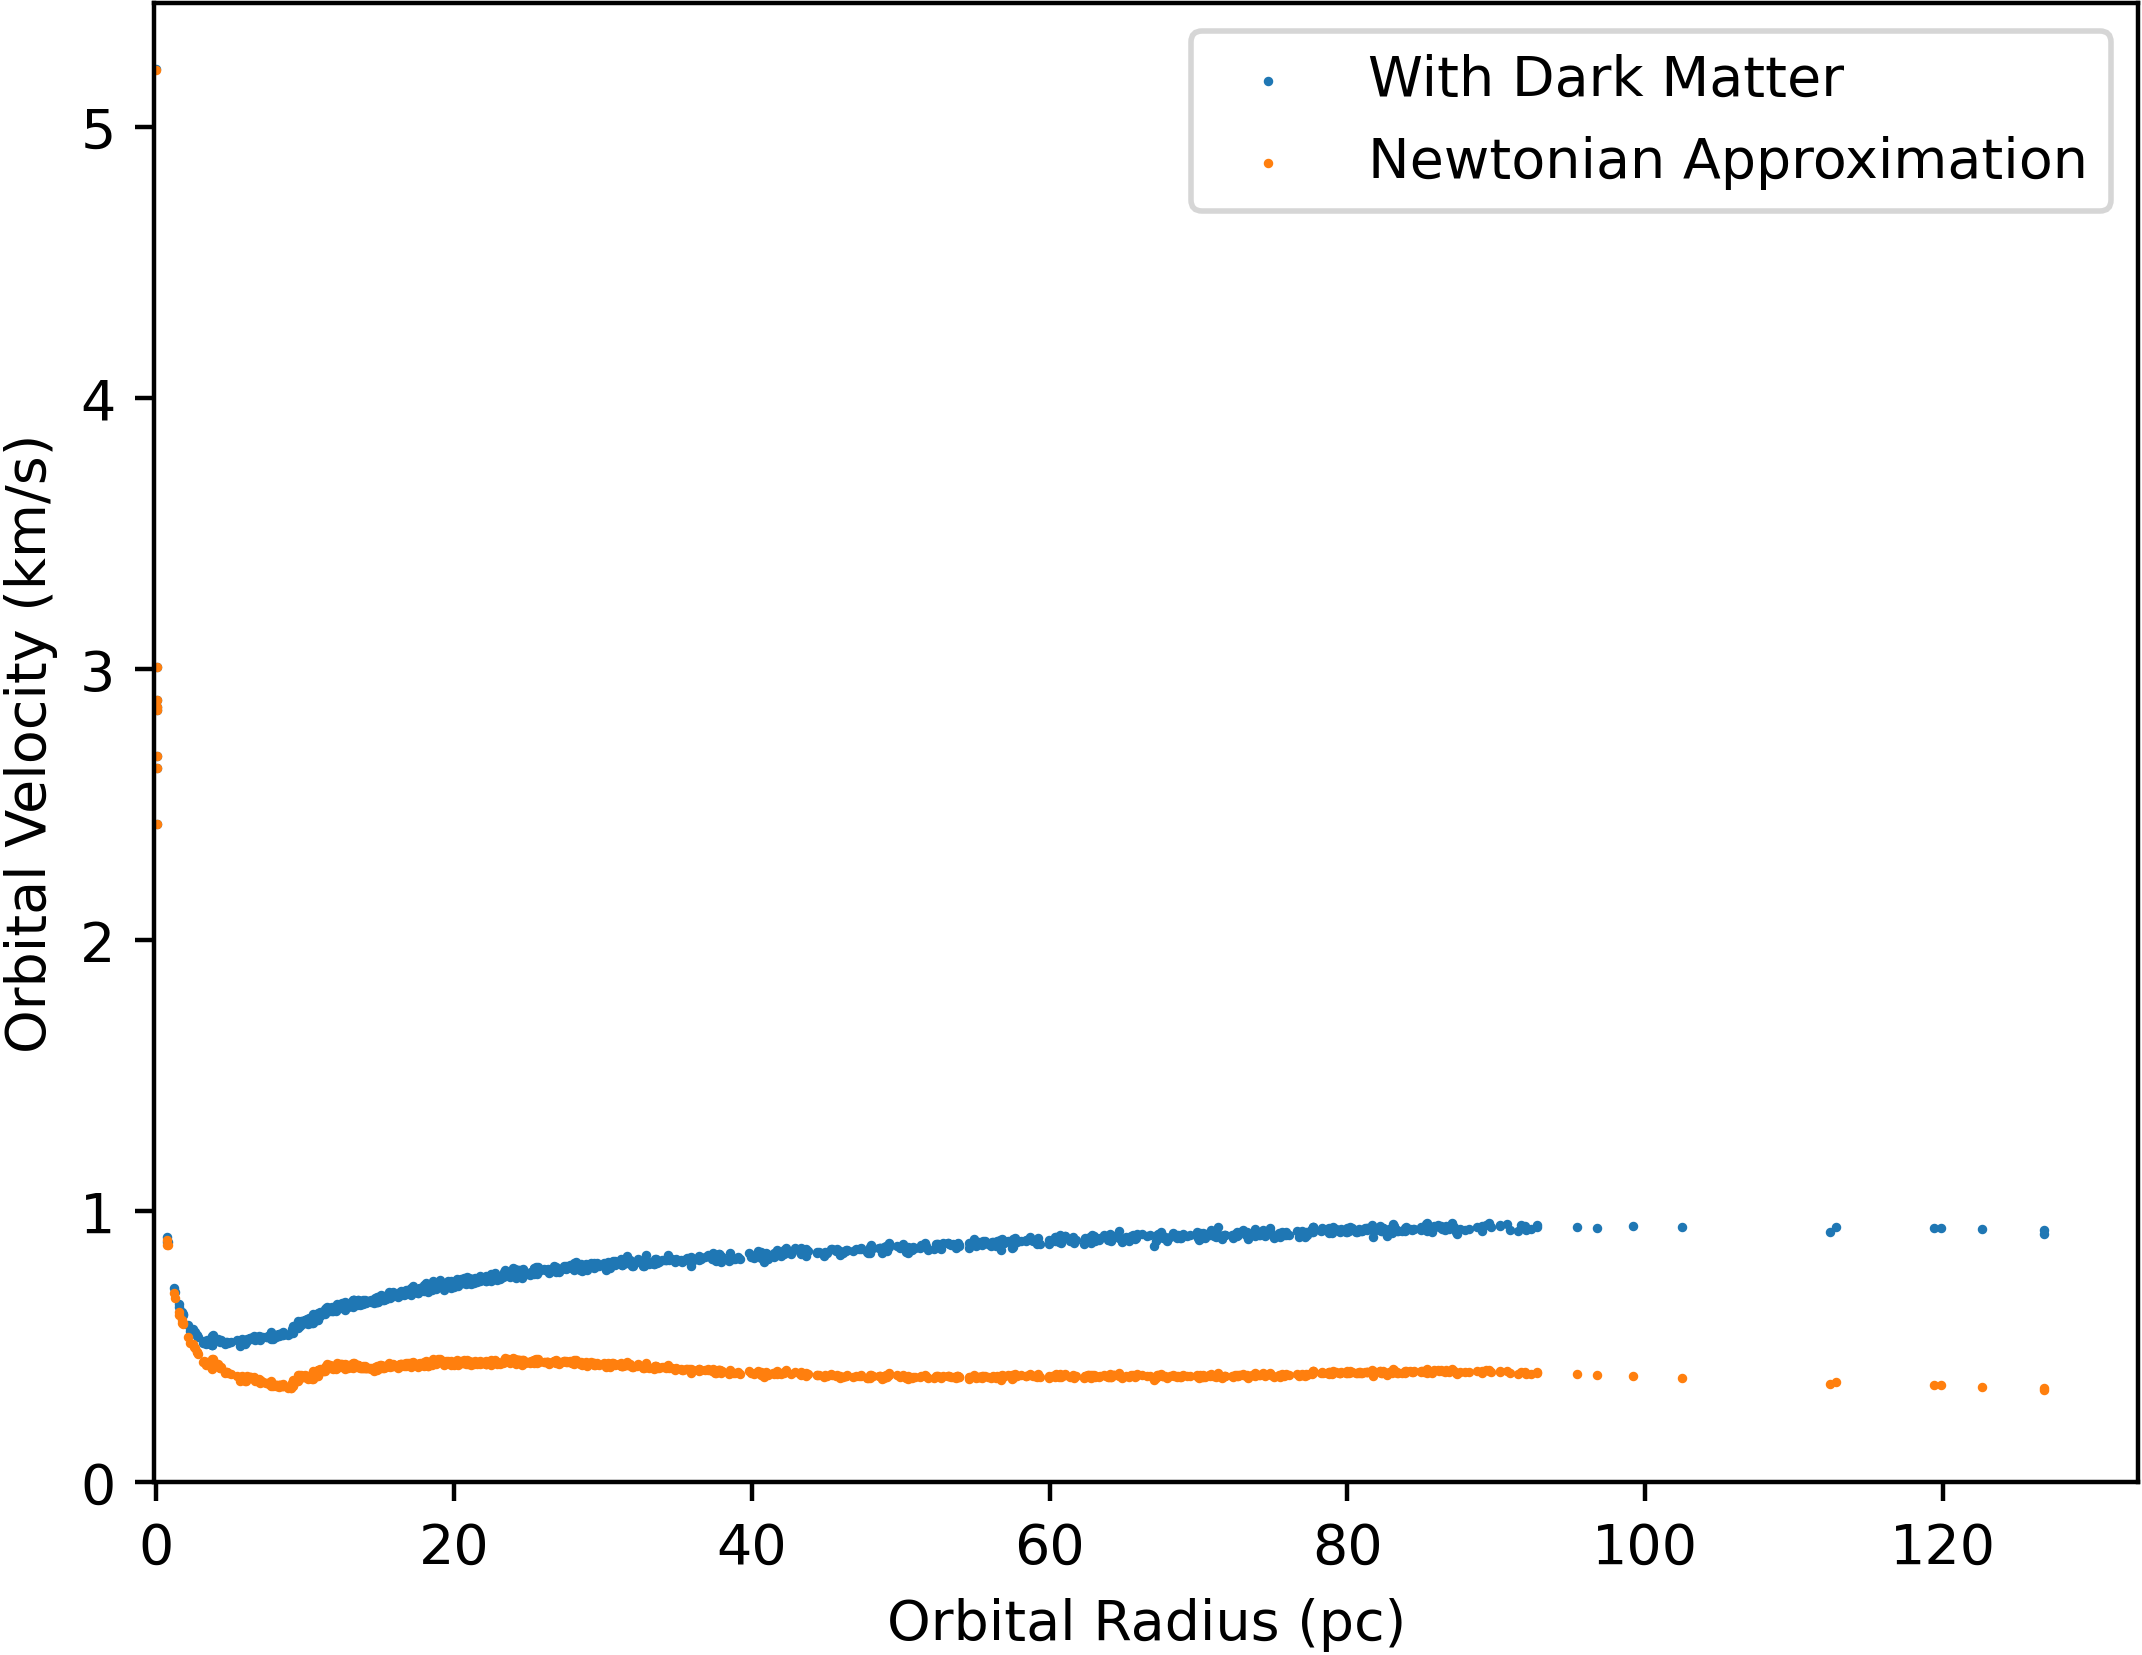 With Dark Matter
Newtonian Approximation
5
4
3
2
1
0
Orbital Velocity (km/s)
0 20 40 60 80 100 120
Orbital Radius (pc)